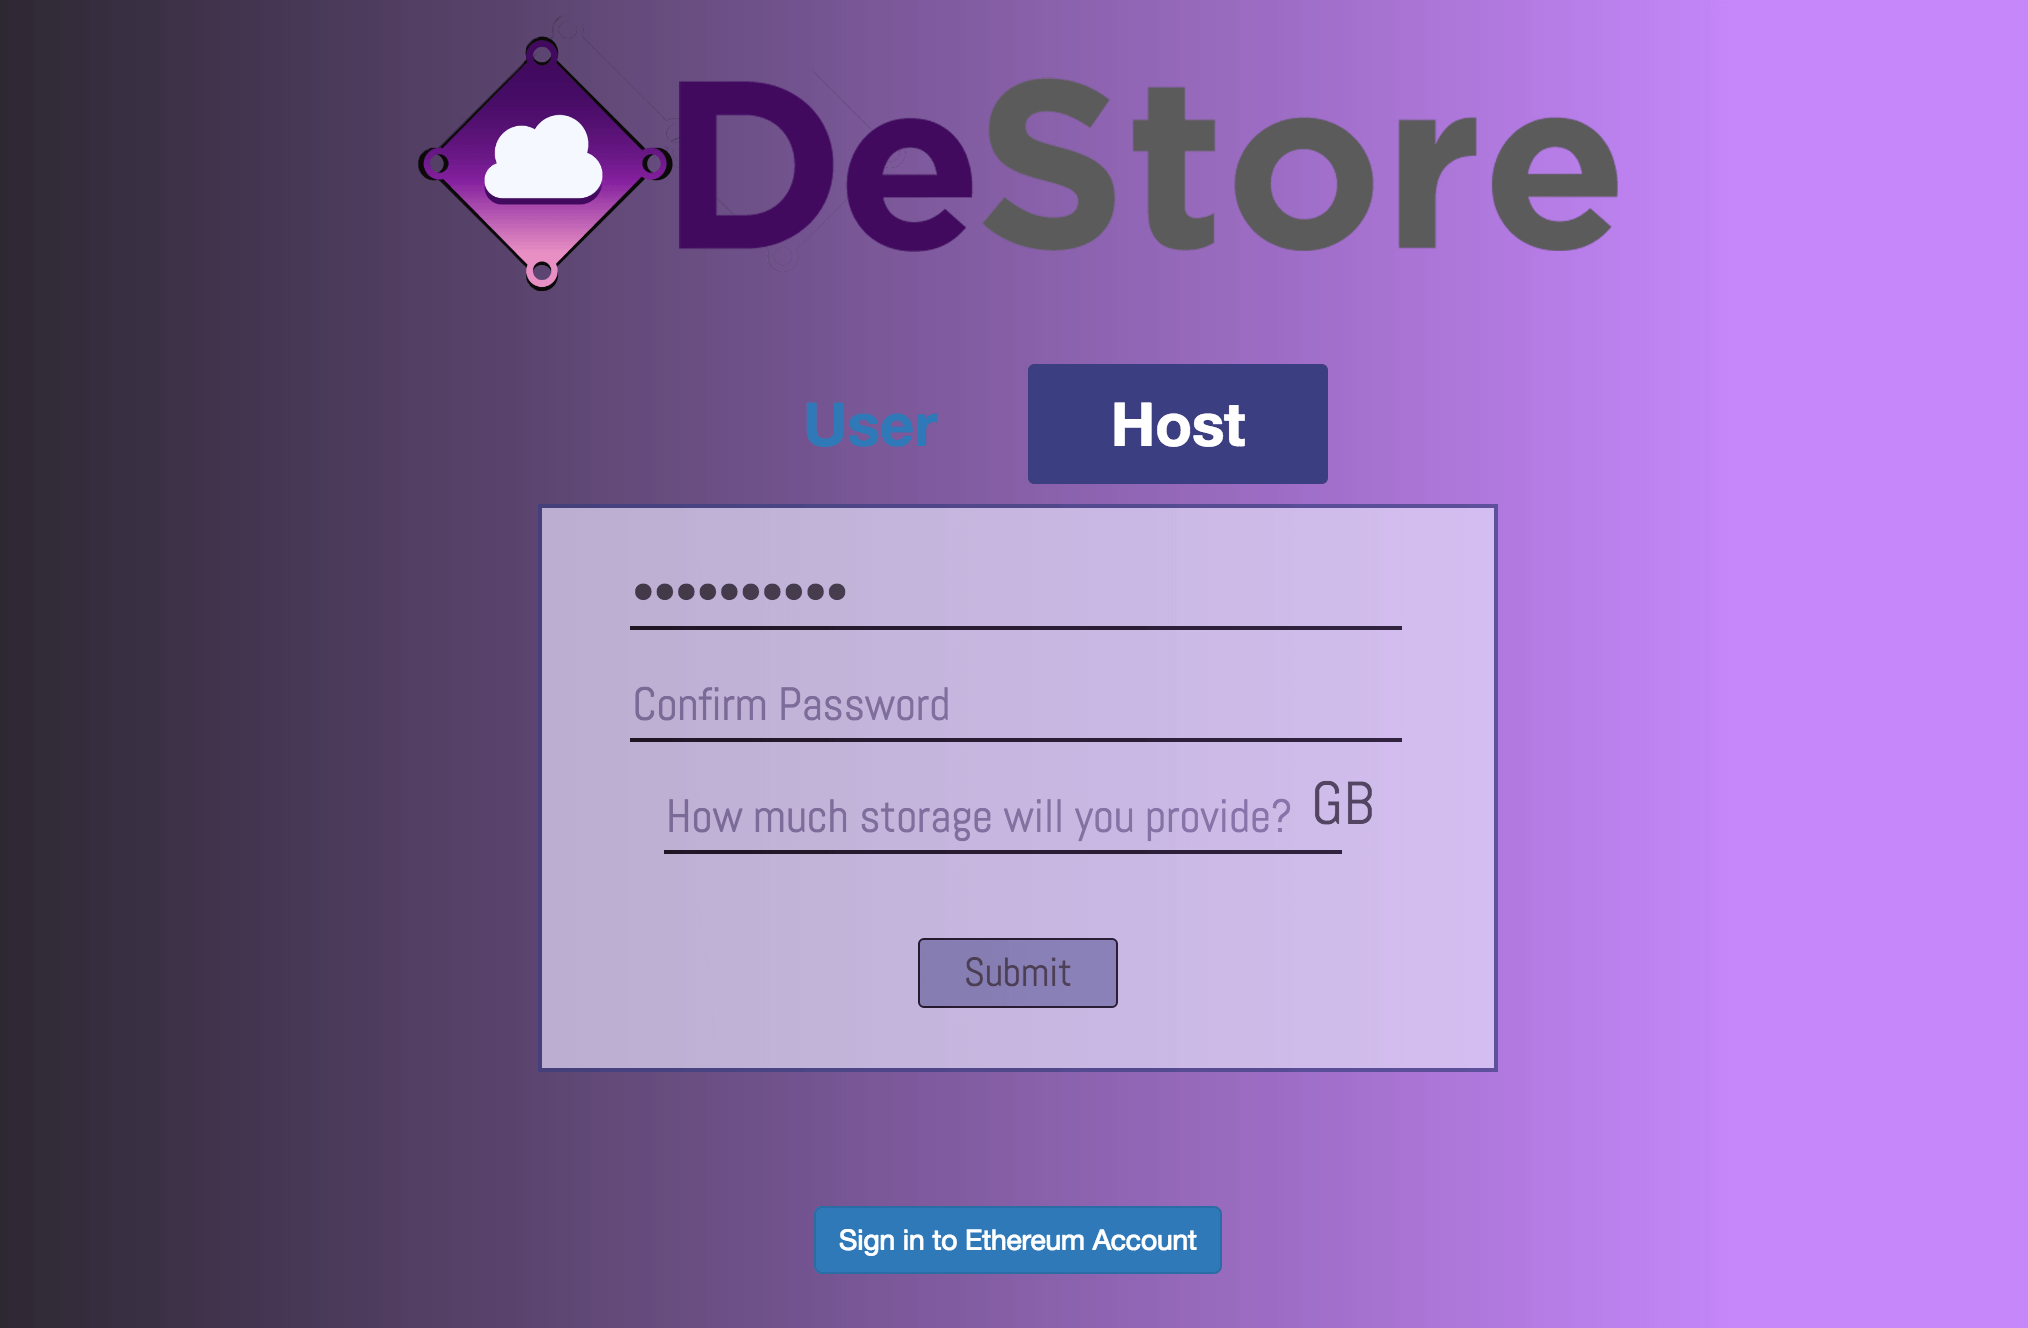 DeStore
User Host
••••••••••
Confirm Password
How much storage will you provide? GB
Submit
Sign in to Ethereum Account